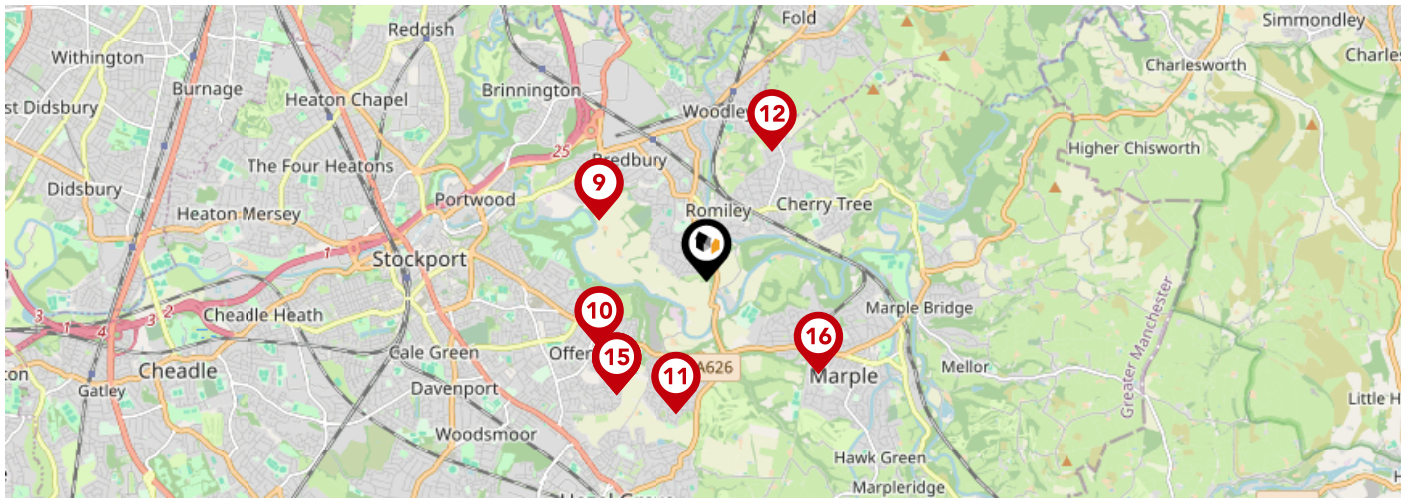 Fold
Simmondley
Reddish
Withington
Charlesworth
Charles
Burnage
Brinnington
Heaton Chapel
st Didsbury
Woodley
12
25
Higher Chisworth
Bredbury
The Four Heatons
9
Didsbury
Portwood
Cherry Tree
Romiley
Heaton Mersey
1
Stockport
3
2
3
1
4
Cheadle Heath
10
Marple Bridge
Greater Manchester
16
Cale Green
Offer
15
A626
Mellor
Cheadle
ton
Gatley
11
Marple
Davenport
Little H
Woodsmoor
Hawk Green
Marpleridge